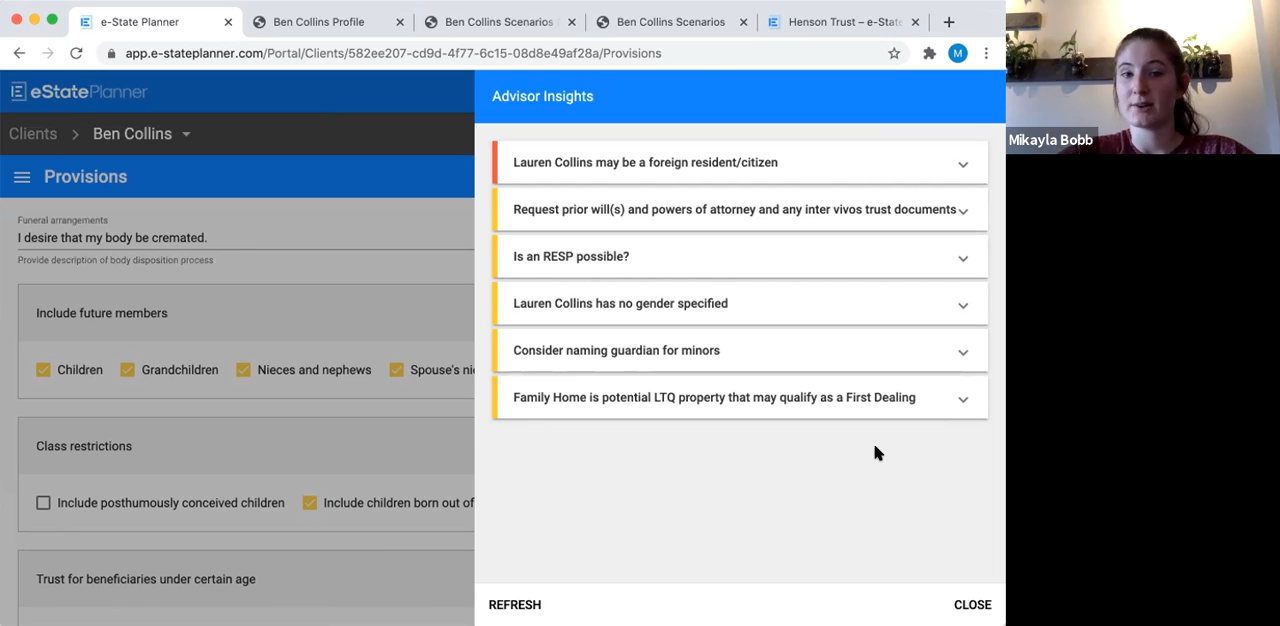 e-State Planner
Ben Collins Profile
Ben Collins Scenarios
Ben Collins Scenarios
Henson Trust – e-State
app.e-stateplanner.com/Portal/Clients/582ee207-cd9d-4f77-6c15-08d8e49af28a/Provisions
M
eStatePlanner
Clients > Ben Collins
Provisions
Funeral arrangements
I desire that my body be cremated.
Provide description of body disposition process
Include future members
Children Grandchildren Nieces and nephews Spouse's nie
Class restrictions
Include posthumously conceived children Include children born out of
Trust for beneficiaries under certain age
Advisor Insights
Lauren Collins may be a foreign resident/citizen
Request prior will(s) and powers of attorney and any inter vivos trust documents
Is an RESP possible?
Lauren Collins has no gender specified
Consider naming guardian for minors
Family Home is potential LTQ property that may qualify as a First Dealing
REFRESH
CLOSE
Mikayla Bobb